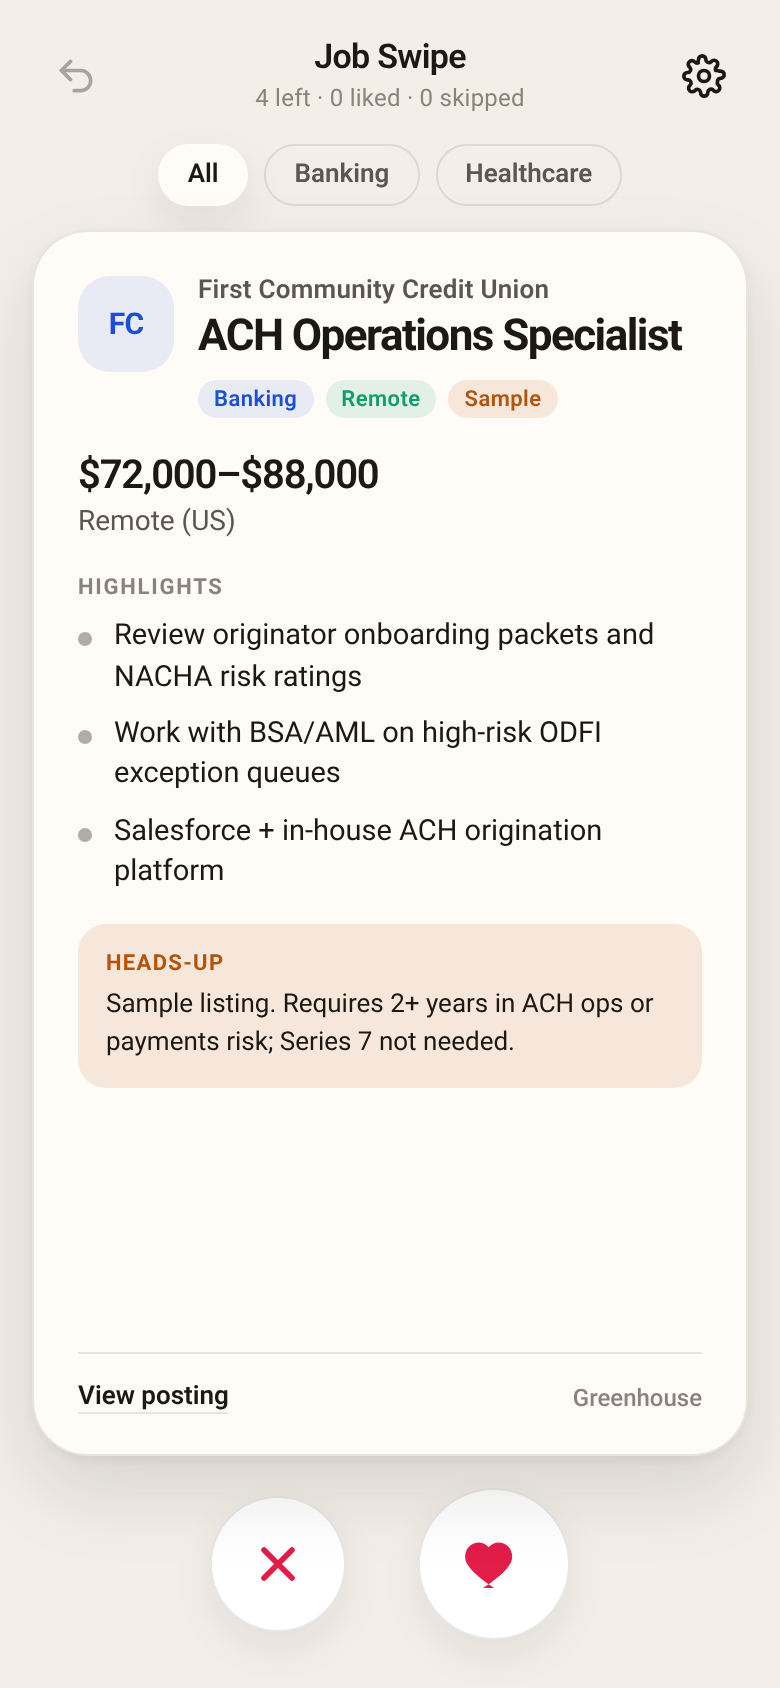 Job Swipe
4 left · 0 liked · 0 skipped
All
Banking
Healthcare
FC
First Community Credit Union
ACH Operations Specialist
Banking
Remote
Sample
$72,000–$88,000
Remote (US)
HIGHLIGHTS
Review originator onboarding packets and
NACHA risk ratings
Work with BSA/AML on high-risk ODFI
exception queues
Salesforce + in-house ACH origination
platform
HEADS-UP
Sample listing. Requires 2+ years in ACH ops or
payments risk; Series 7 not needed.
View posting
Greenhouse